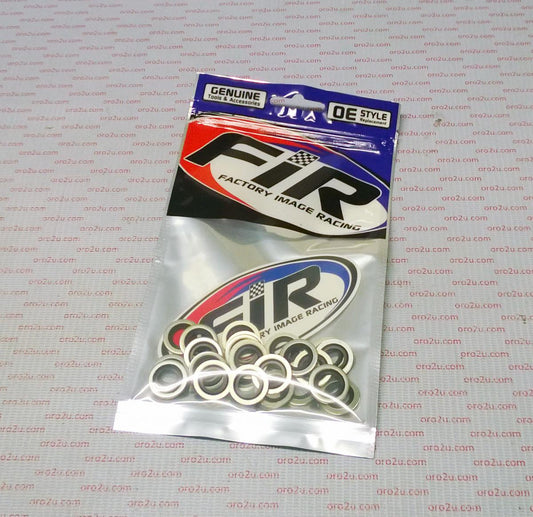 GENUINE
Tools & Accessories
OE STYLE
Replacement
FIR
FACTORY IMAGE RACING
FIR
FACTORY IMAGE RACING
oro2u.com